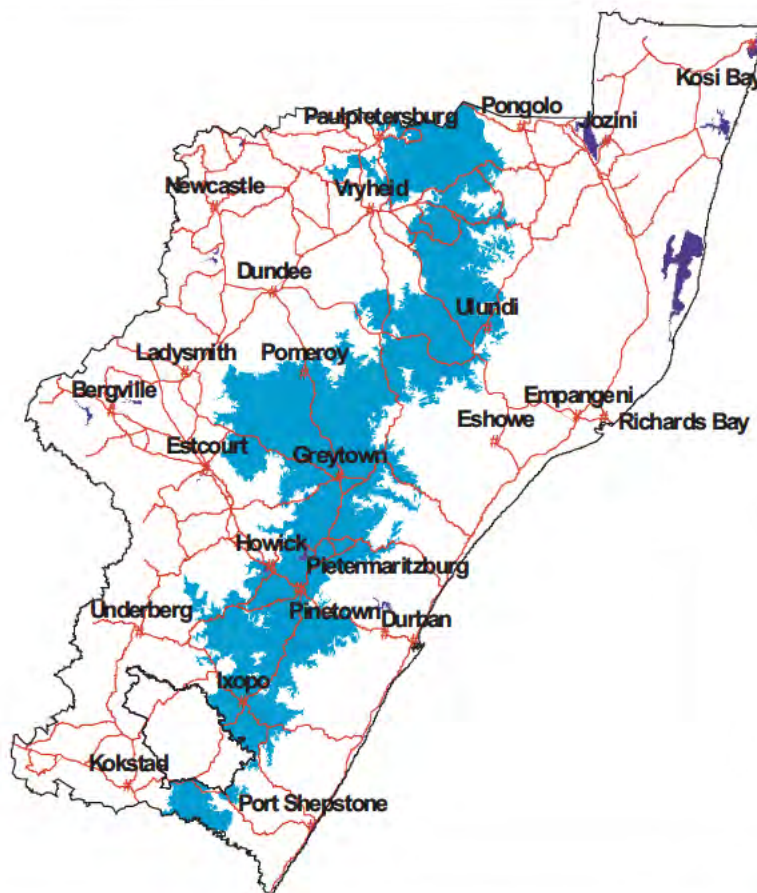 Kosi Bay
Paulpietersburg
Pongolo
Jozini
Newcastle
Vryheid
Dundee
Ulundi
Ladysmith
Pomeroy
Bergville
Empangeni
Eshowe
Richards Bay
Estcourt
Greytown
Howick
Pietermaritzburg
Underberg
Pinetown
Durban
Ixopo
Kokstad
Port Shepstone